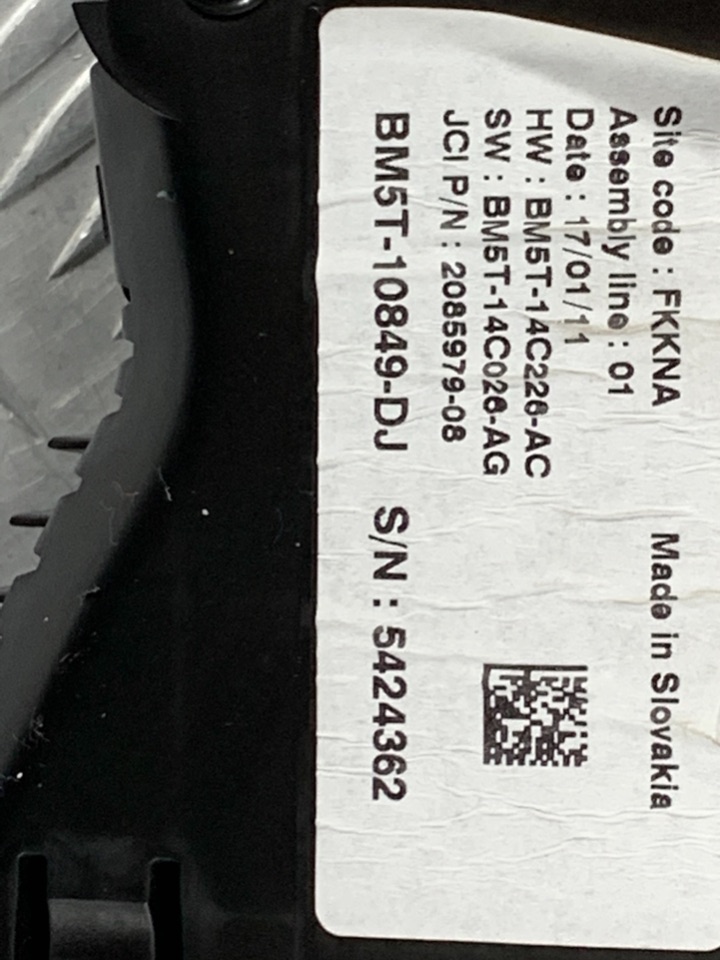 Site code : FKKNA Made in Slovakia
Assembly line : 01
Date : 17/01/11
HW : BM5T-14C226-AC
SW : BM5T-14C026-AG
JCI P/N : 2085979-08
BM5T-10849-DJ S/N : 5424362